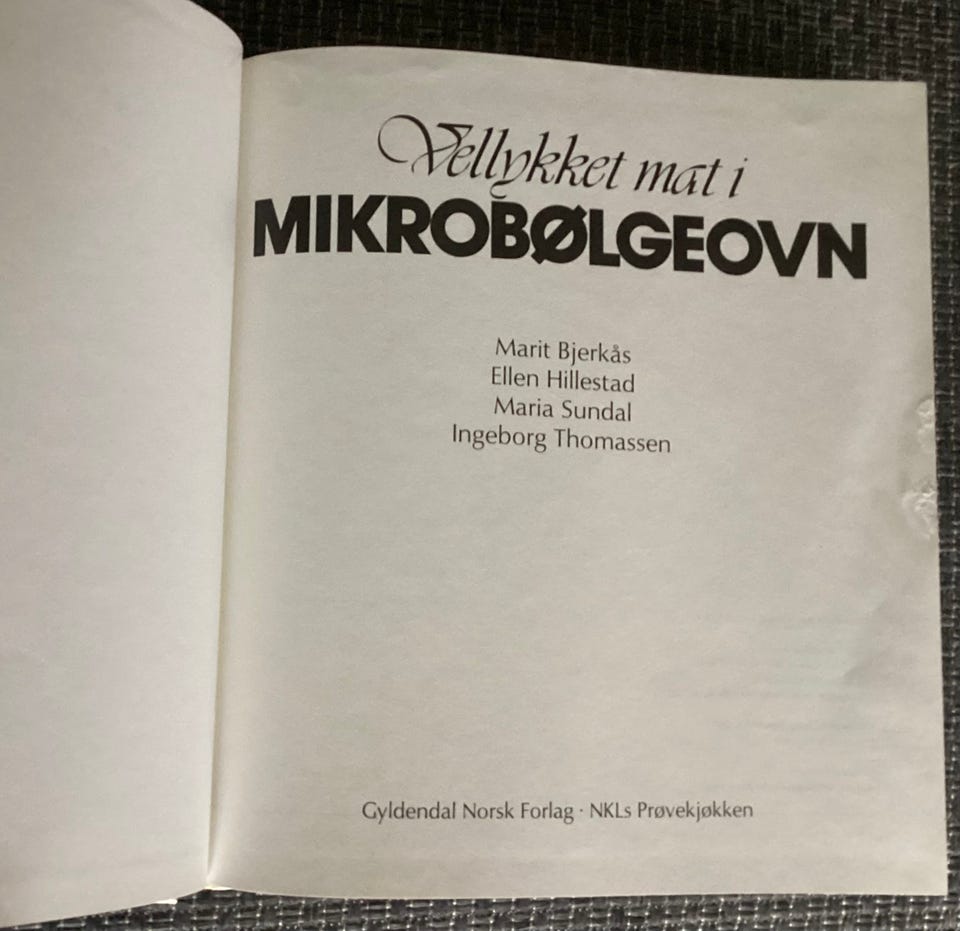 Vellykket mat i
MIKROBØLGEOVN
Marit Bjerkås
Ellen Hillestad
Maria Sundal
Ingeborg Thomassen
Gyldendal Norsk Forlag · NKLs Prøvekjøkken